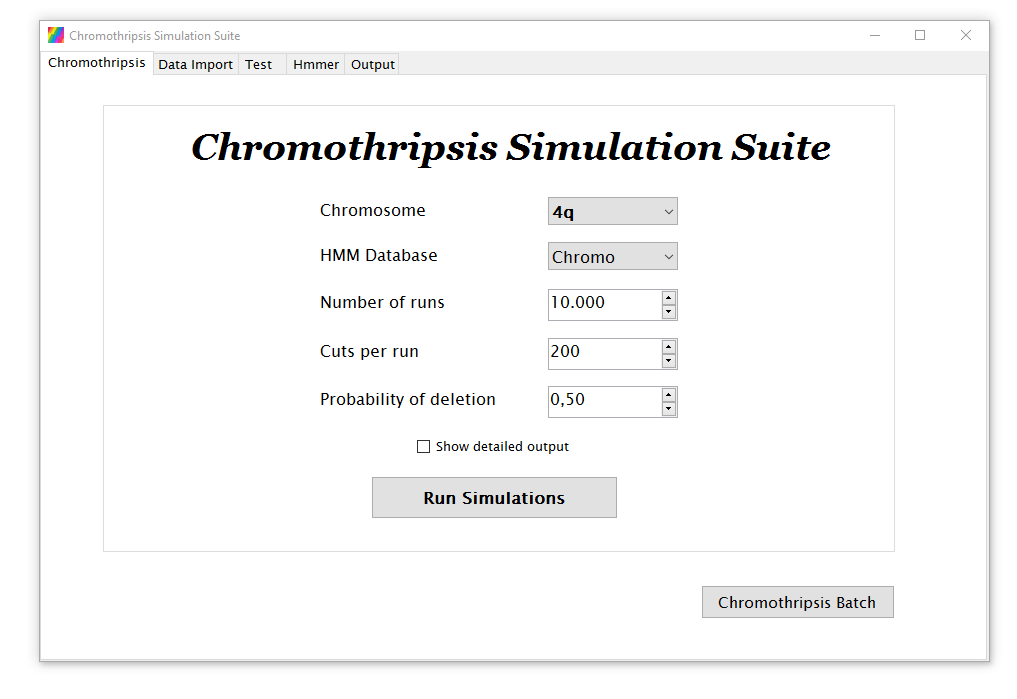 Chromothripsis Simulation Suite
Chromothripsis Data Import Test Hmmer Output
Chromothripsis Simulation Suite
Chromosome 4q
HMM Database Chromo
Number of runs 10.000
Cuts per run 200
Probability of deletion 0,50
Show detailed output
Run Simulations
Chromothripsis Batch